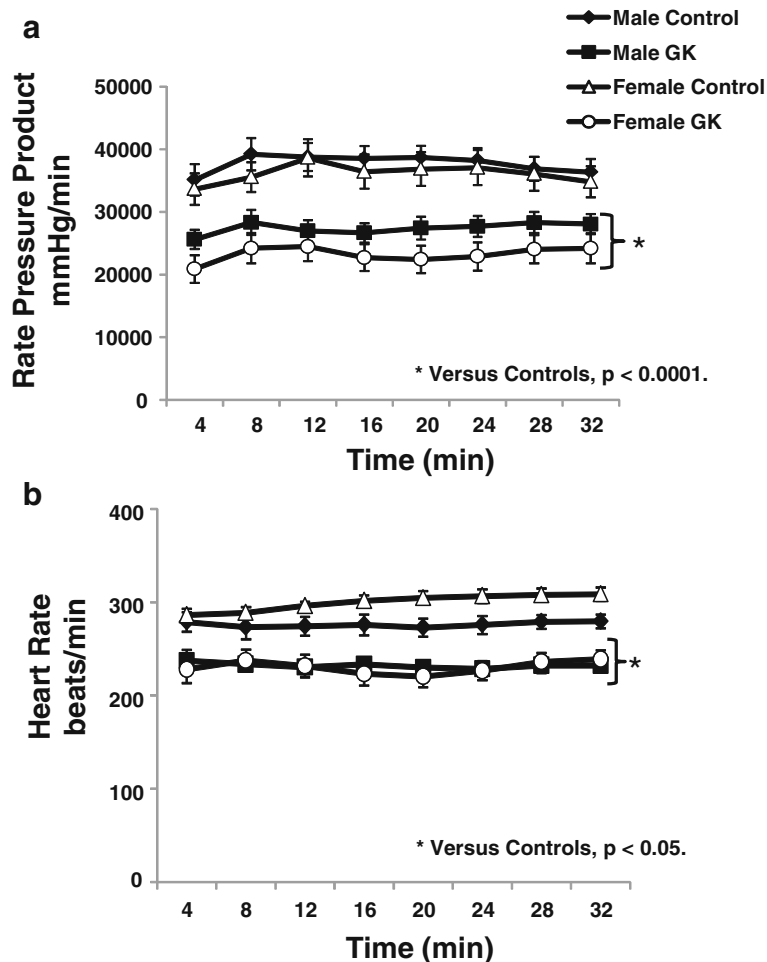 a
Male Control
Male GK
Female Control
Female GK
Rate Pressure Product
mmHg/min
50000
40000
30000
20000
10000
0
*
* Versus Controls, p < 0.0001.
4 8 12 16 20 24 28 32
Time (min)
b
Heart Rate
beats/min
400
300
200
100
0
*
* Versus Controls, p < 0.05.
4 8 12 16 20 24 28 32
Time (min)